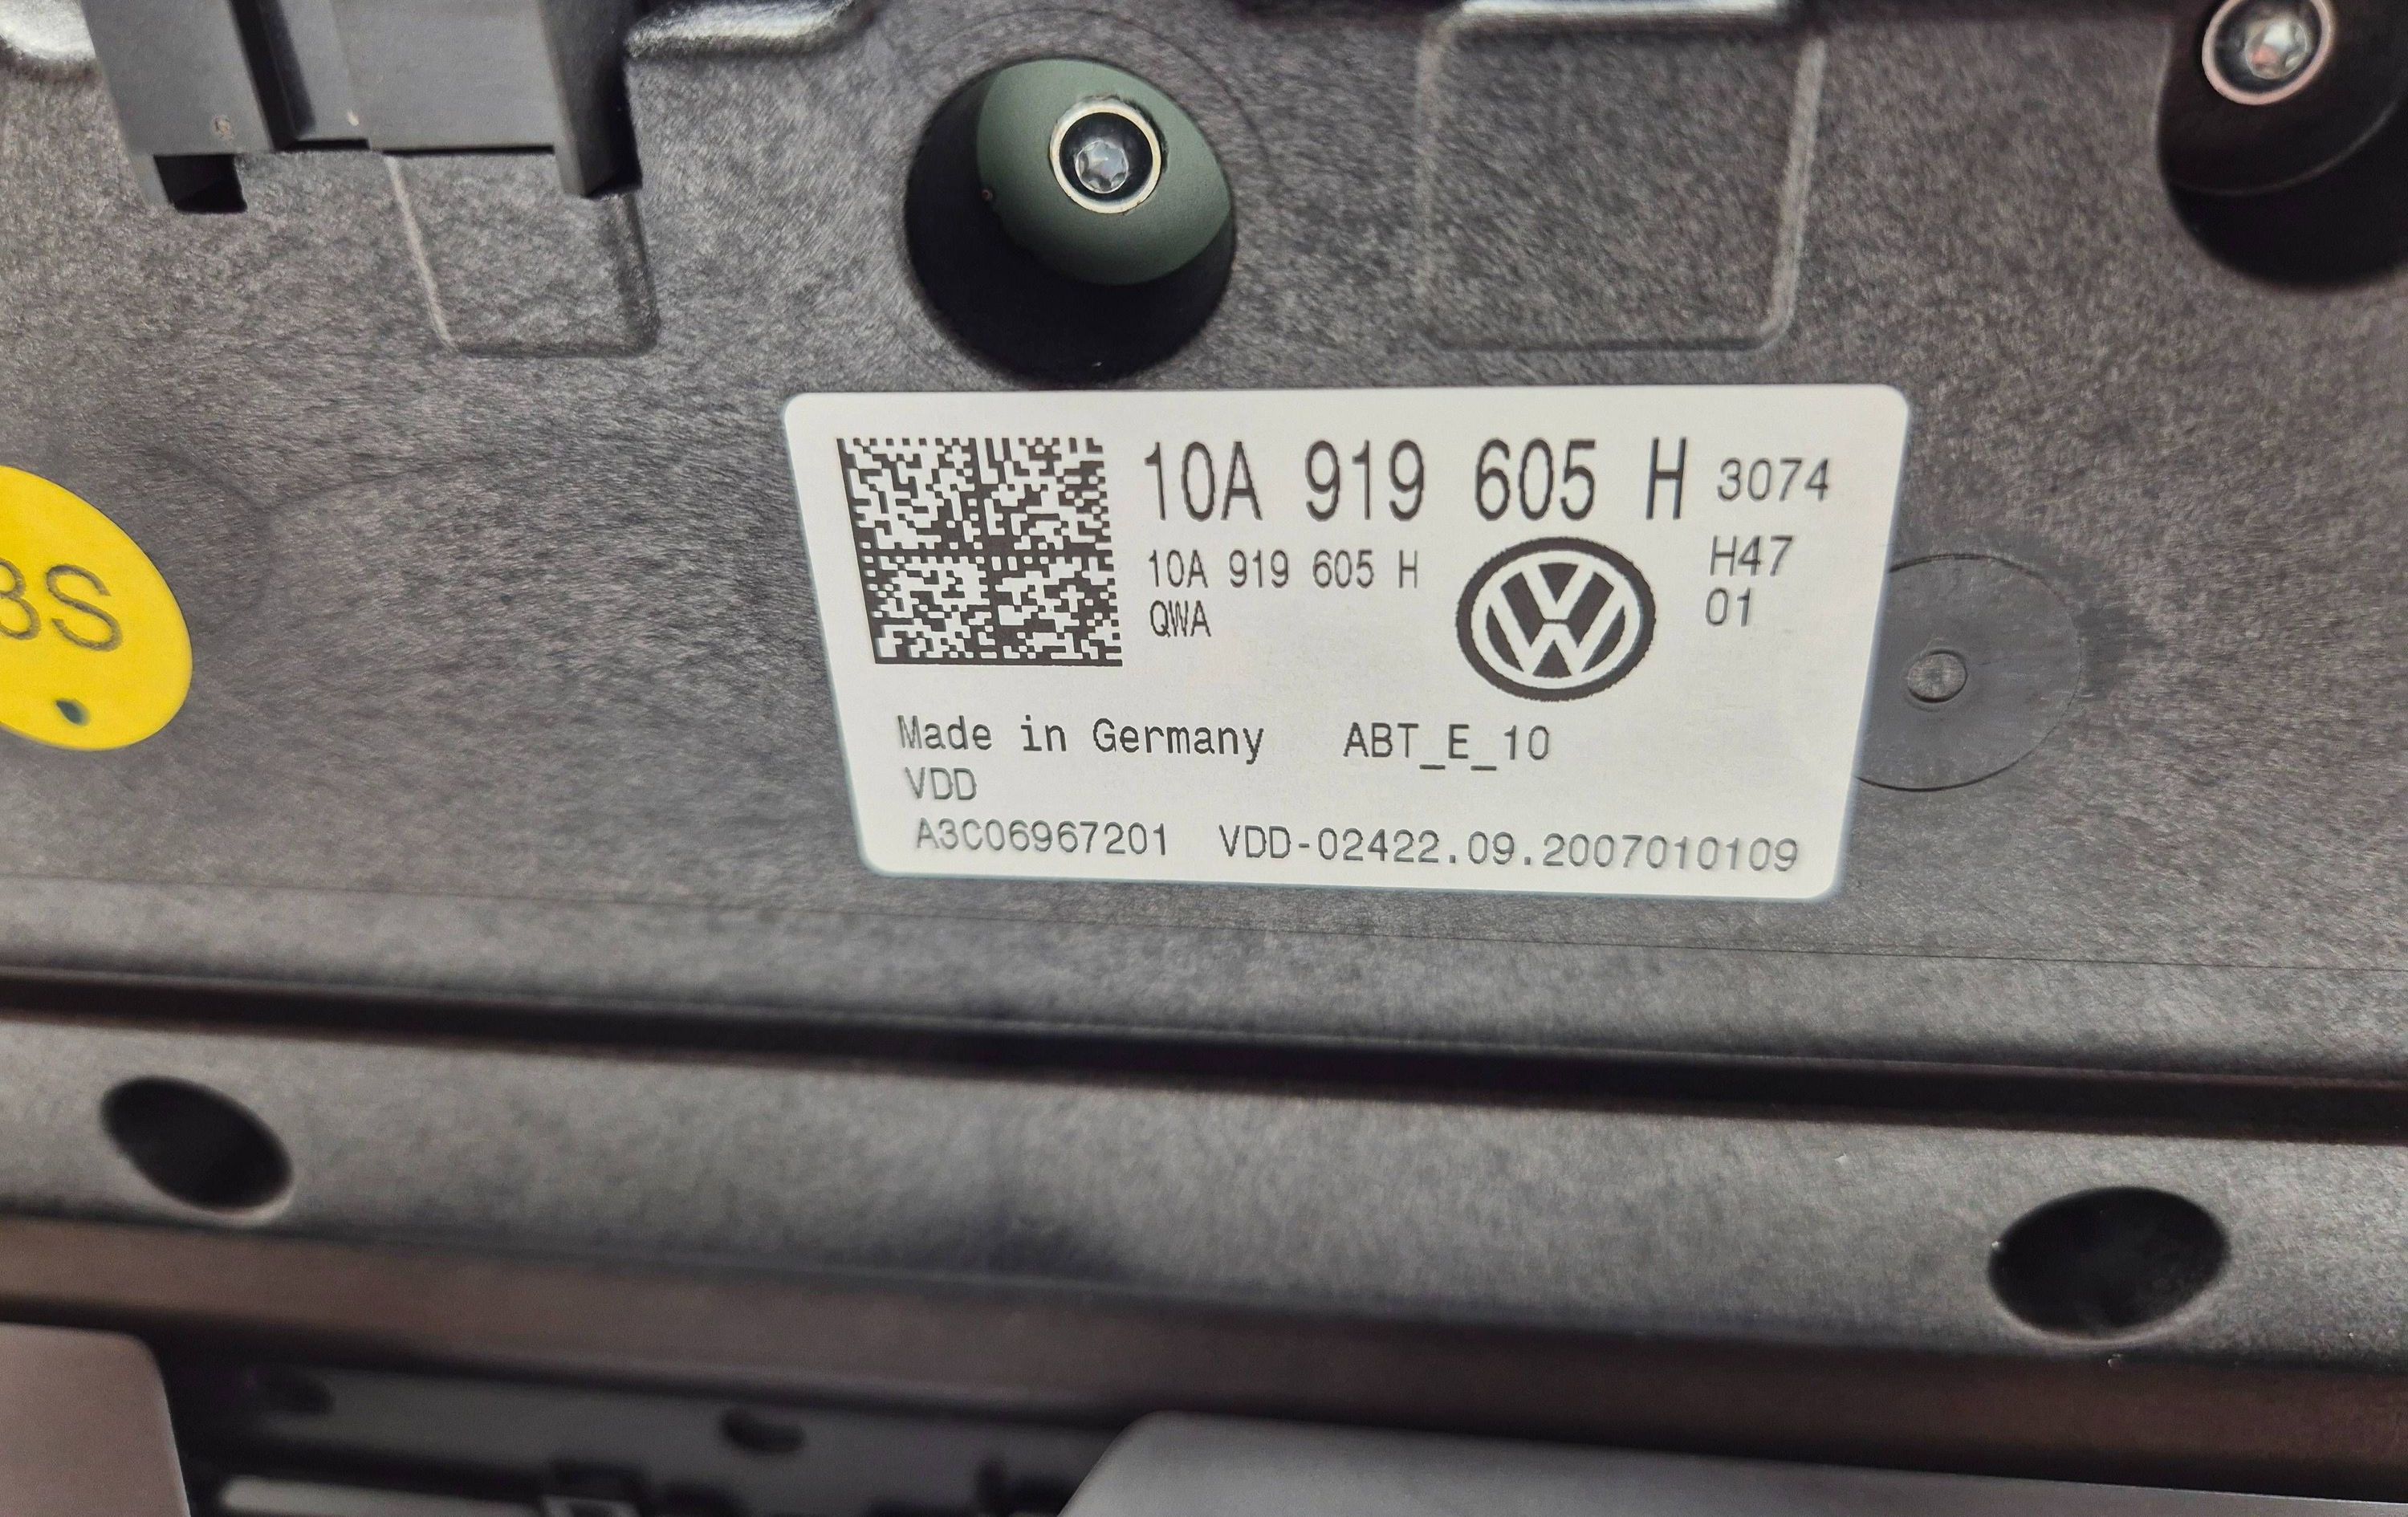 10A 919 605 H 3074
10A 919 605 H H47
QWA 01
Made in Germany ABT_E_10
VDD
A3C06967201 VDD-02422.09.2007010109